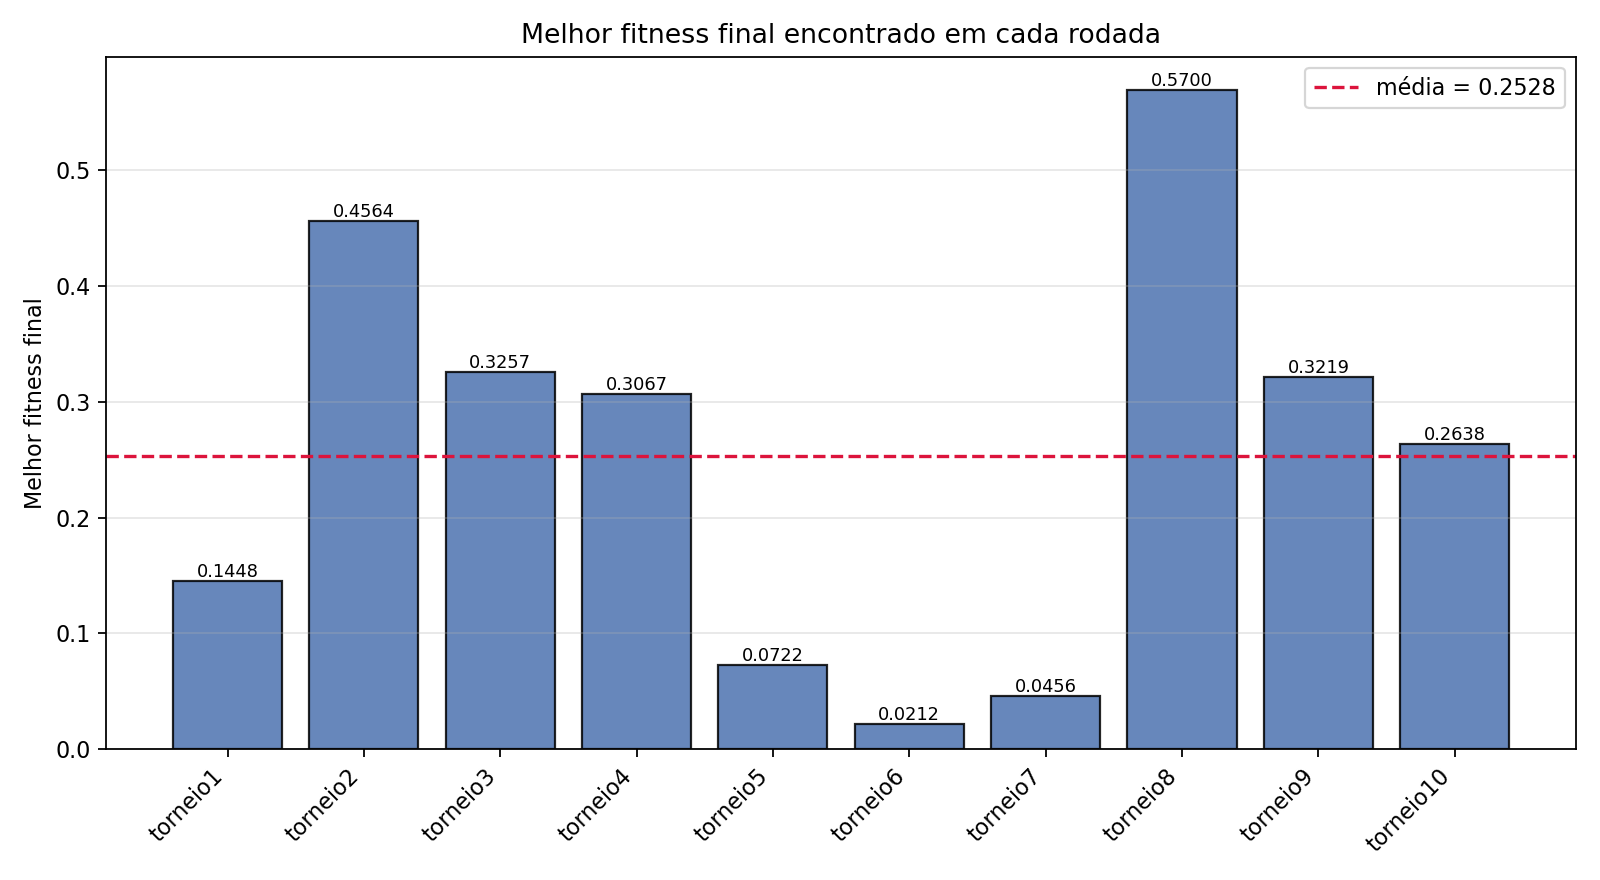 Melhor fitness final encontrado em cada rodada
média = 0.2528
Melhor fitness final
0.5
0.4
0.3
0.2
0.1
0.0
0.1448
0.4564
0.3257
0.3067
0.0722
0.0212
0.0456
0.5700
0.3219
0.2638
torneio1
torneio2
torneio3
torneio4
torneio5
torneio6
torneio7
torneio8
torneio9
torneio10